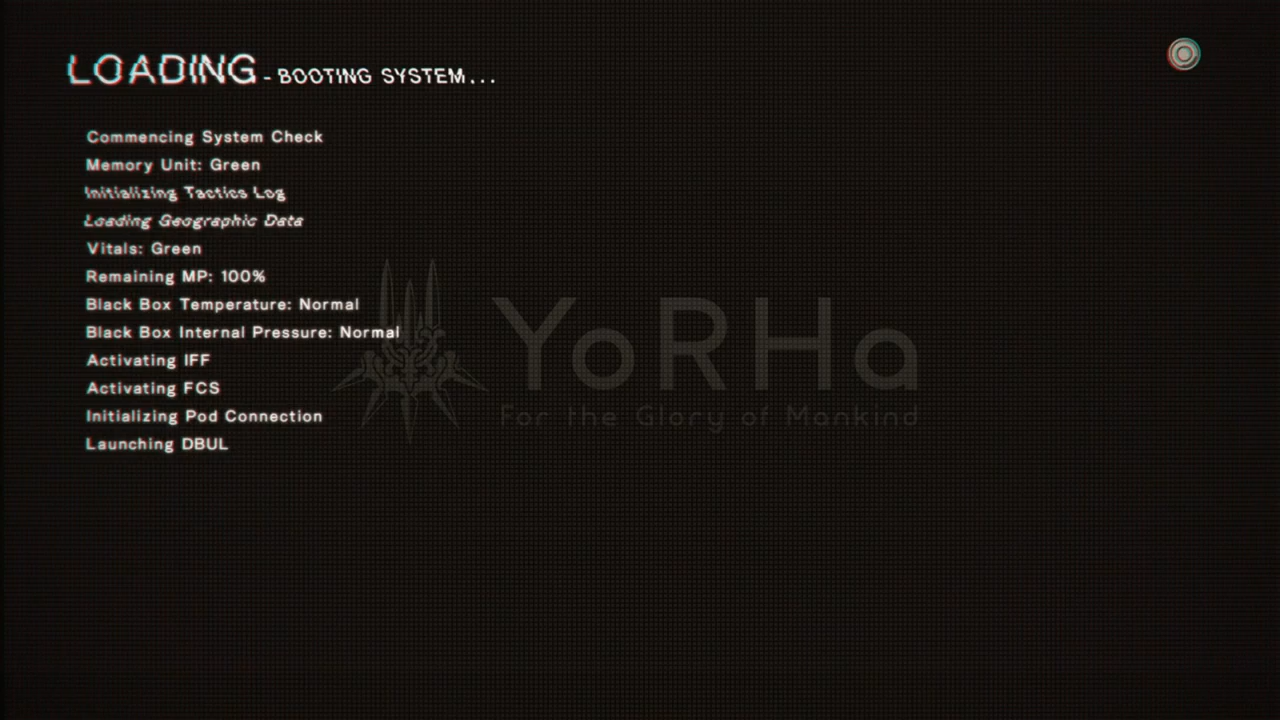 LOADING - BOOTING SYSTEM...
Commencing System Check
Memory Unit: Green
Initializing Tactics Log
Loading Geographic Data
Vitals: Green
Remaining MP: 100%
Black Box Temperature: Normal
Black Box Internal Pressure: Normal
Activating IFF
Activating FCS
Initializing Pod Connection
Launching DBUL
YoRHa
For the Glory of Mankind